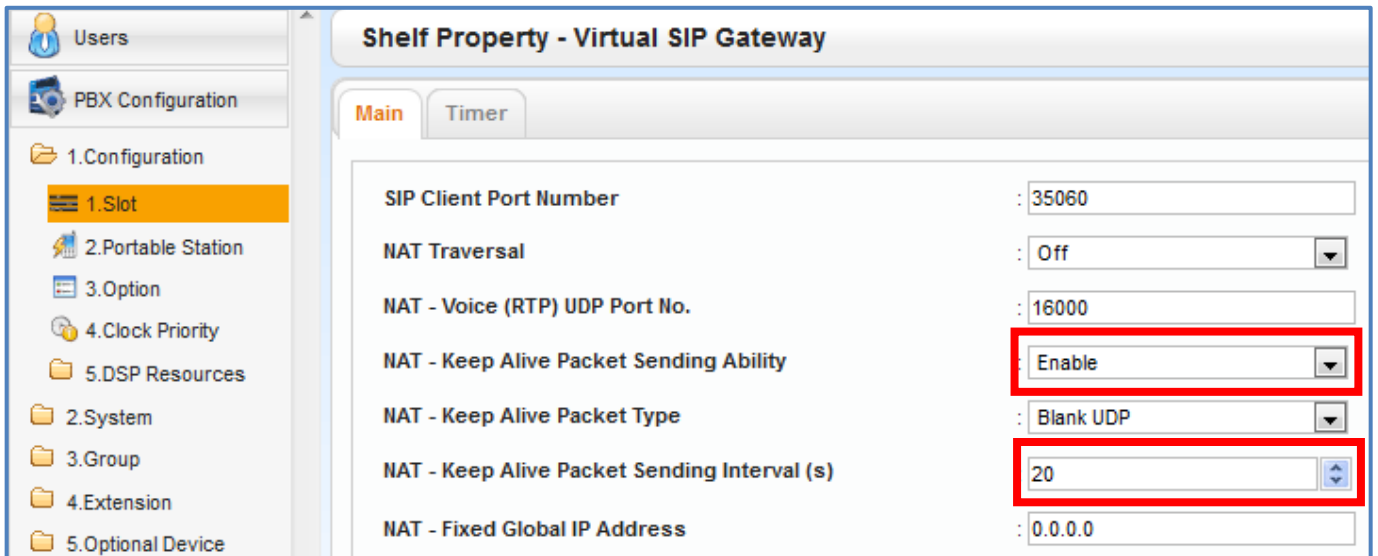 Users
PBX Configuration
1.Configuration
1.Slot
2.Portable Station
3.Option
4.Clock Priority
5.DSP Resources
2.System
3.Group
4.Extension
5.Optional Device
Shelf Property - Virtual SIP Gateway
Main Timer
SIP Client Port Number : 35060
NAT Traversal : Off
NAT - Voice (RTP) UDP Port No. : 16000
NAT - Keep Alive Packet Sending Ability : Enable
NAT - Keep Alive Packet Type : Blank UDP
NAT - Keep Alive Packet Sending Interval (s) 20
NAT - Fixed Global IP Address : 0.0.0.0